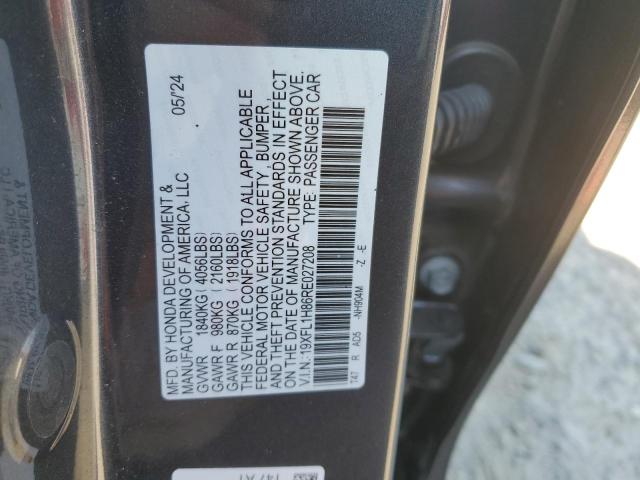 MFD. BY HONDA DEVELOPMENT &
MANUFACTURING OF AMERICA, LLC 05/'24
GVWR 1840KG (4056LBS)
GAWR F 980KG (2160LBS)
GAWR R 870KG (1918LBS)
THIS VEHICLE CONFORMS TO ALL APPLICABLE
FEDERAL MOTOR VEHICLE SAFETY, BUMPER,
AND THEFT PREVENTION STANDARDS IN EFFECT
ON THE DATE OF MANUFACTURE SHOWN ABOVE.
V.I.N.: 19XFL1H86RE027208 TYPE: PASSENGER CAR
T47 R AD5 -NH904M -Z -E